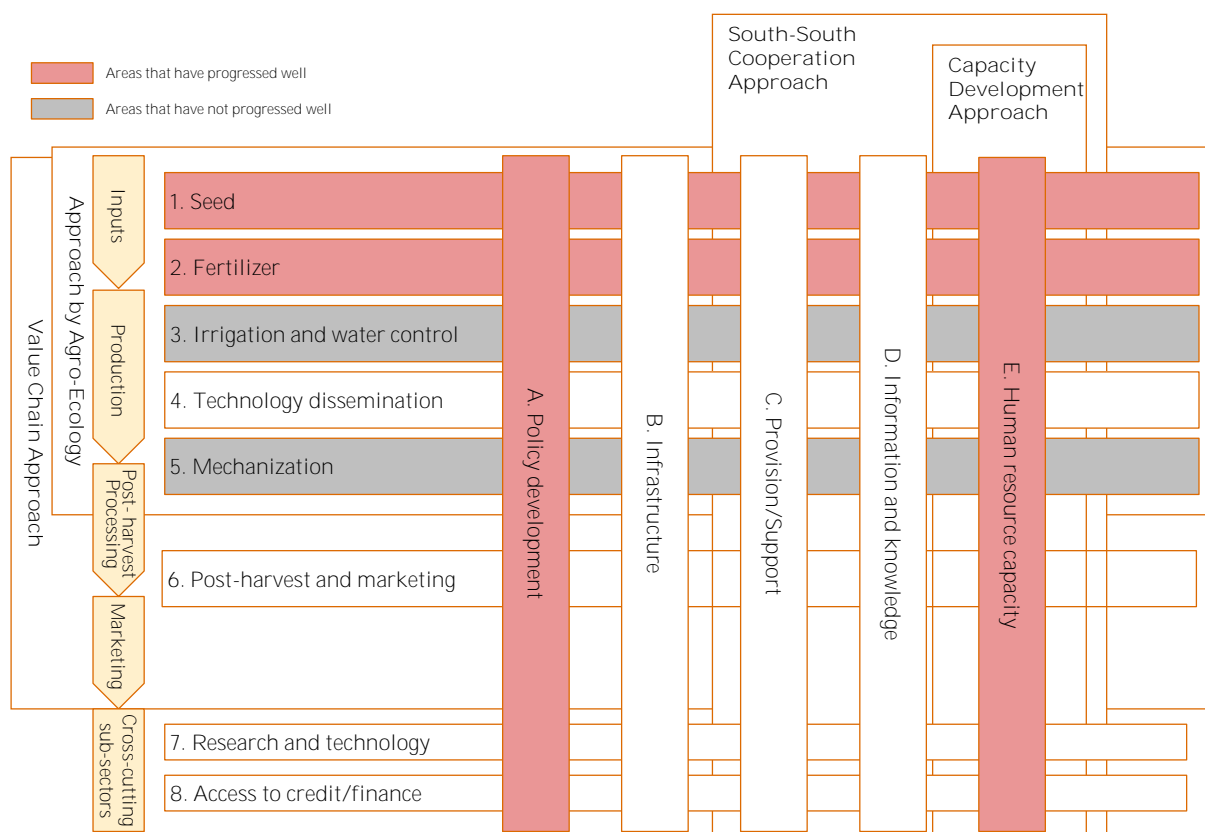 South-South
Cooperation
Approach
Capacity
Development
Approach
Areas that have progressed well
Areas that have not progressed well
Value Chain Approach
Approach by Agro-Ecology
Inputs
Production
Post- harvest
Processing
Marketing
Cross-cutting
sub-sectors
1. Seed
2. Fertilizer
3. Irrigation and water control
4. Technology dissemination
5. Mechanization
6. Post-harvest and marketing
7. Research and technology
8. Access to credit/finance
A. Policy development
B. Infrastructure
C. Provision/Support
D. Information and knowledge
E. Human resource capacity